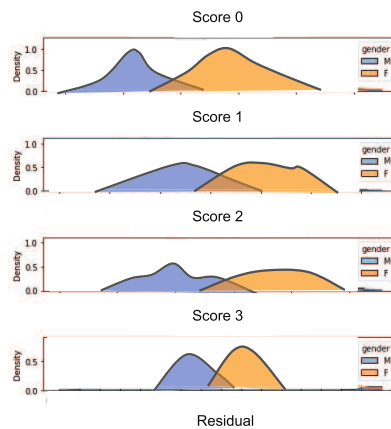 Score 0
Density
1.0
0.5
0.0
gender
M
F
Score 1
Density
1.0
0.5
0.0
gender
M
F
Score 2
Density
1.0
0.5
0.0
gender
M
F
Score 3
Density
0.5
0.0
gender
M
F
Residual